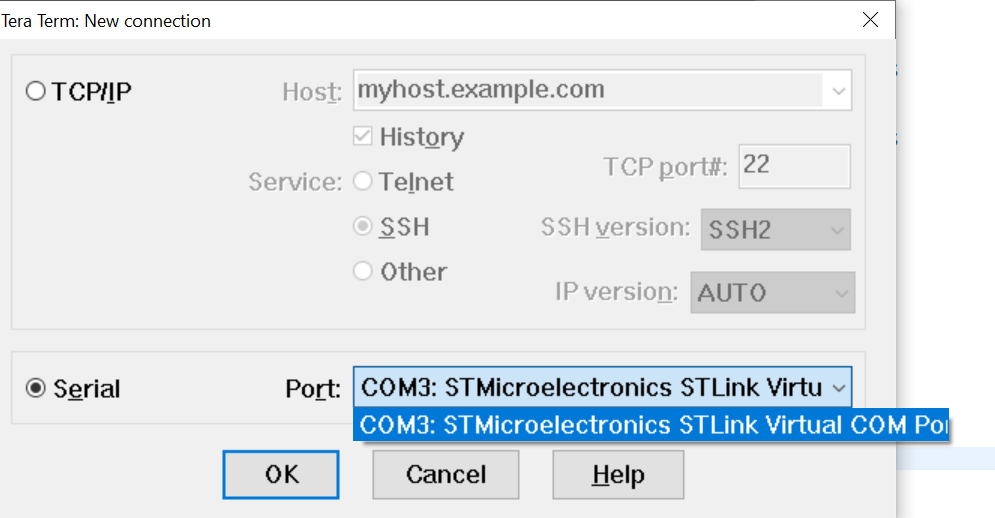 Tera Term: New connection
TCP/IP
Host: myhost.example.com
History
Service: Telnet
TCP port#: 22
SSH
SSH version: SSH2
Other
IP version: AUTO
Serial
Port: COM3: STMicroelectronics STLink Virtu
COM3: STMicroelectronics STLink Virtual COM Por
OK Cancel Help